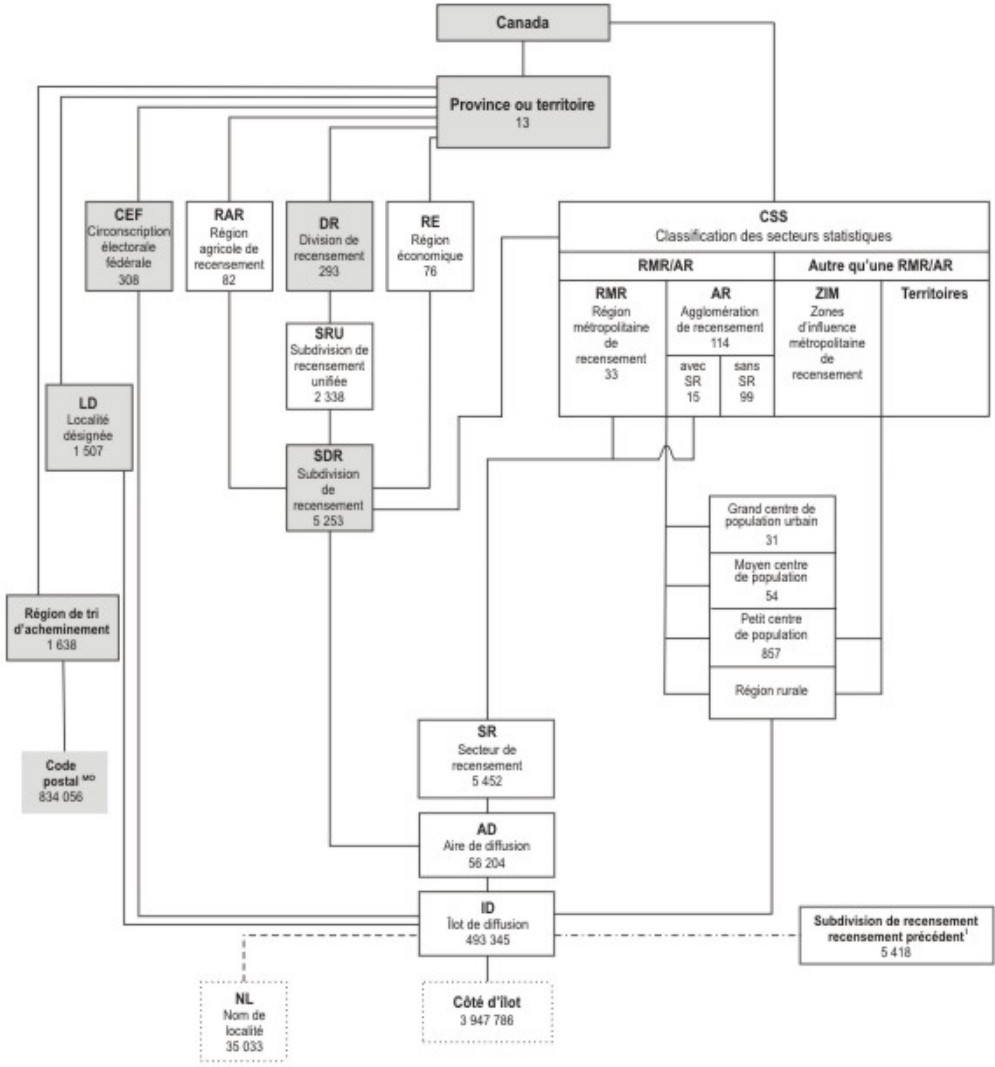 Canada
Province ou territoire
13
CEF
Circonscription
électorale
fédérale
308
RAR
Région
agricole de
recensement
82
DR
Division de
recensement
293
RE
Région
économique
76
CSS
Classification des secteurs statistiques
RMR/AR
Autre qu'une RMR/AR
RMR
Région
métropolitaine
de
recensement
33
AR
Agglomération
de recensement
114
avec
SR
15
sans
SR
99
ZIM
Zones
d'influence
métropolitaine
de
recensement
Territoires
SRU
Subdivision de
recensement
unifiée
2 338
LD
Localité
désignée
1 507
SDR
Subdivision
de
recensement
5 253
Grand centre de
population urbain
31
Moyen centre
de population
54
Petit centre
de population
857
Région rurale
Région de tri
d'acheminement
1 638
Code
postal MD
834 056
SR
Secteur de
recensement
5 452
AD
Aire de diffusion
56 204
ID
Îlot de diffusion
493 345
Subdivision de recensement
recensement précédent1
5 418
NL
Nom de
localité
35 033
Côté d'îlot
3 947 786